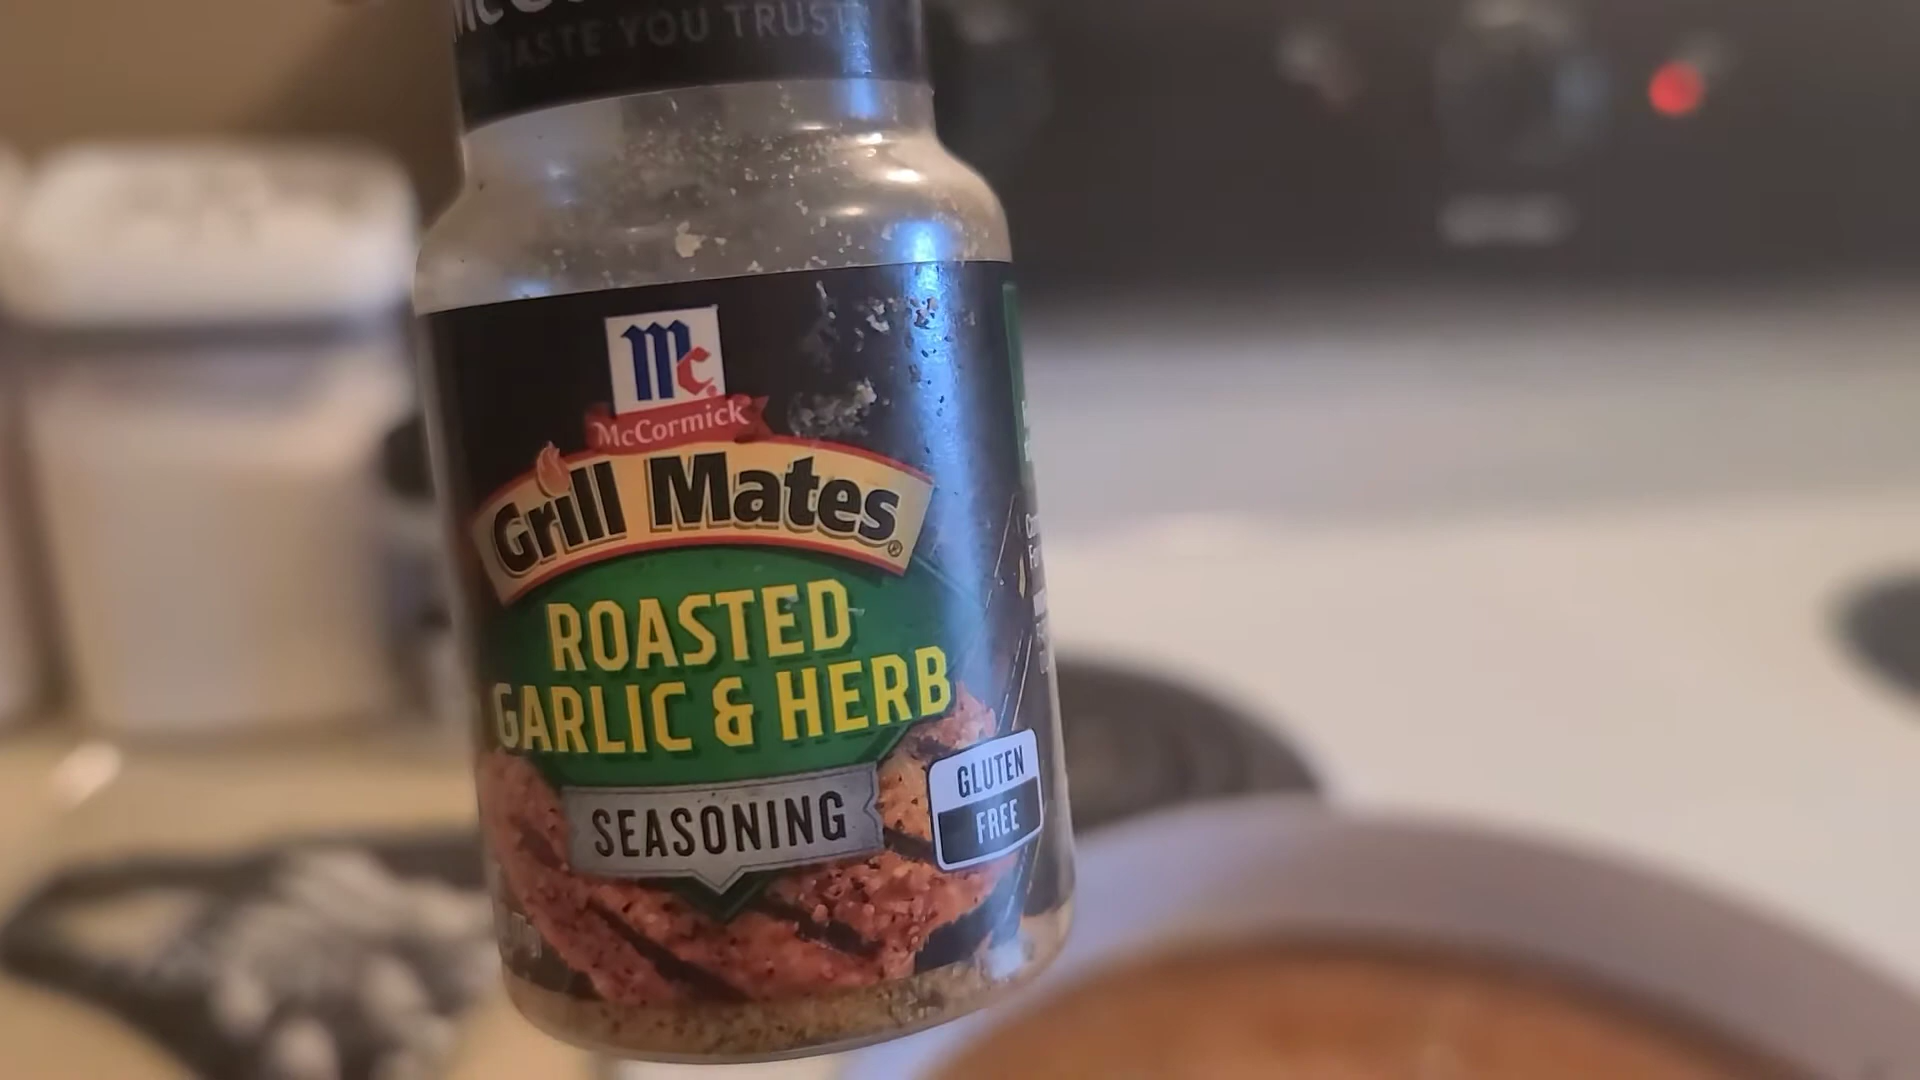 TASTE YOU TRUST
Mc
McCormick
Grill Mates®
ROASTED
GARLIC & HERB
SEASONING
GLUTEN
FREE